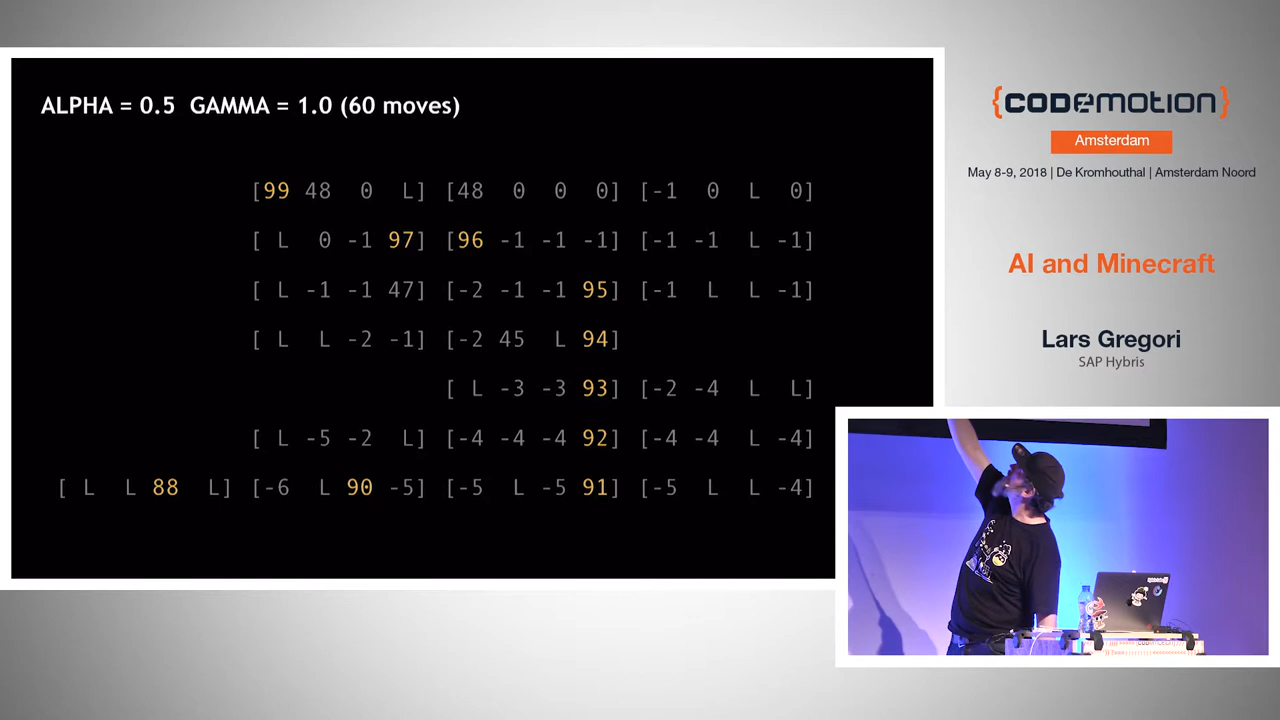 ALPHA = 0.5 GAMMA = 1.0 (60 moves)
[99 48 0 L] [48 0 0 0] [-1 0 L 0]
[ L 0 -1 97] [96 -1 -1 -1] [-1 -1 L -1]
[ L -1 -1 47] [-2 -1 -1 95] [-1 L L -1]
[ L L -2 -1] [-2 45 L 94]
[ L -3 -3 93] [-2 -4 L L]
[ L -5 -2 L] [-4 -4 -4 92] [-4 -4 L -4]
[ L L 88 L] [-6 L 90 -5] [-5 L -5 91] [-5 L L -4]
{CODEMOTION}
Amsterdam
May 8-9, 2018 | De Kromhouthal | Amsterdam Noord
AI and Minecraft
Lars Gregori
SAP Hybris